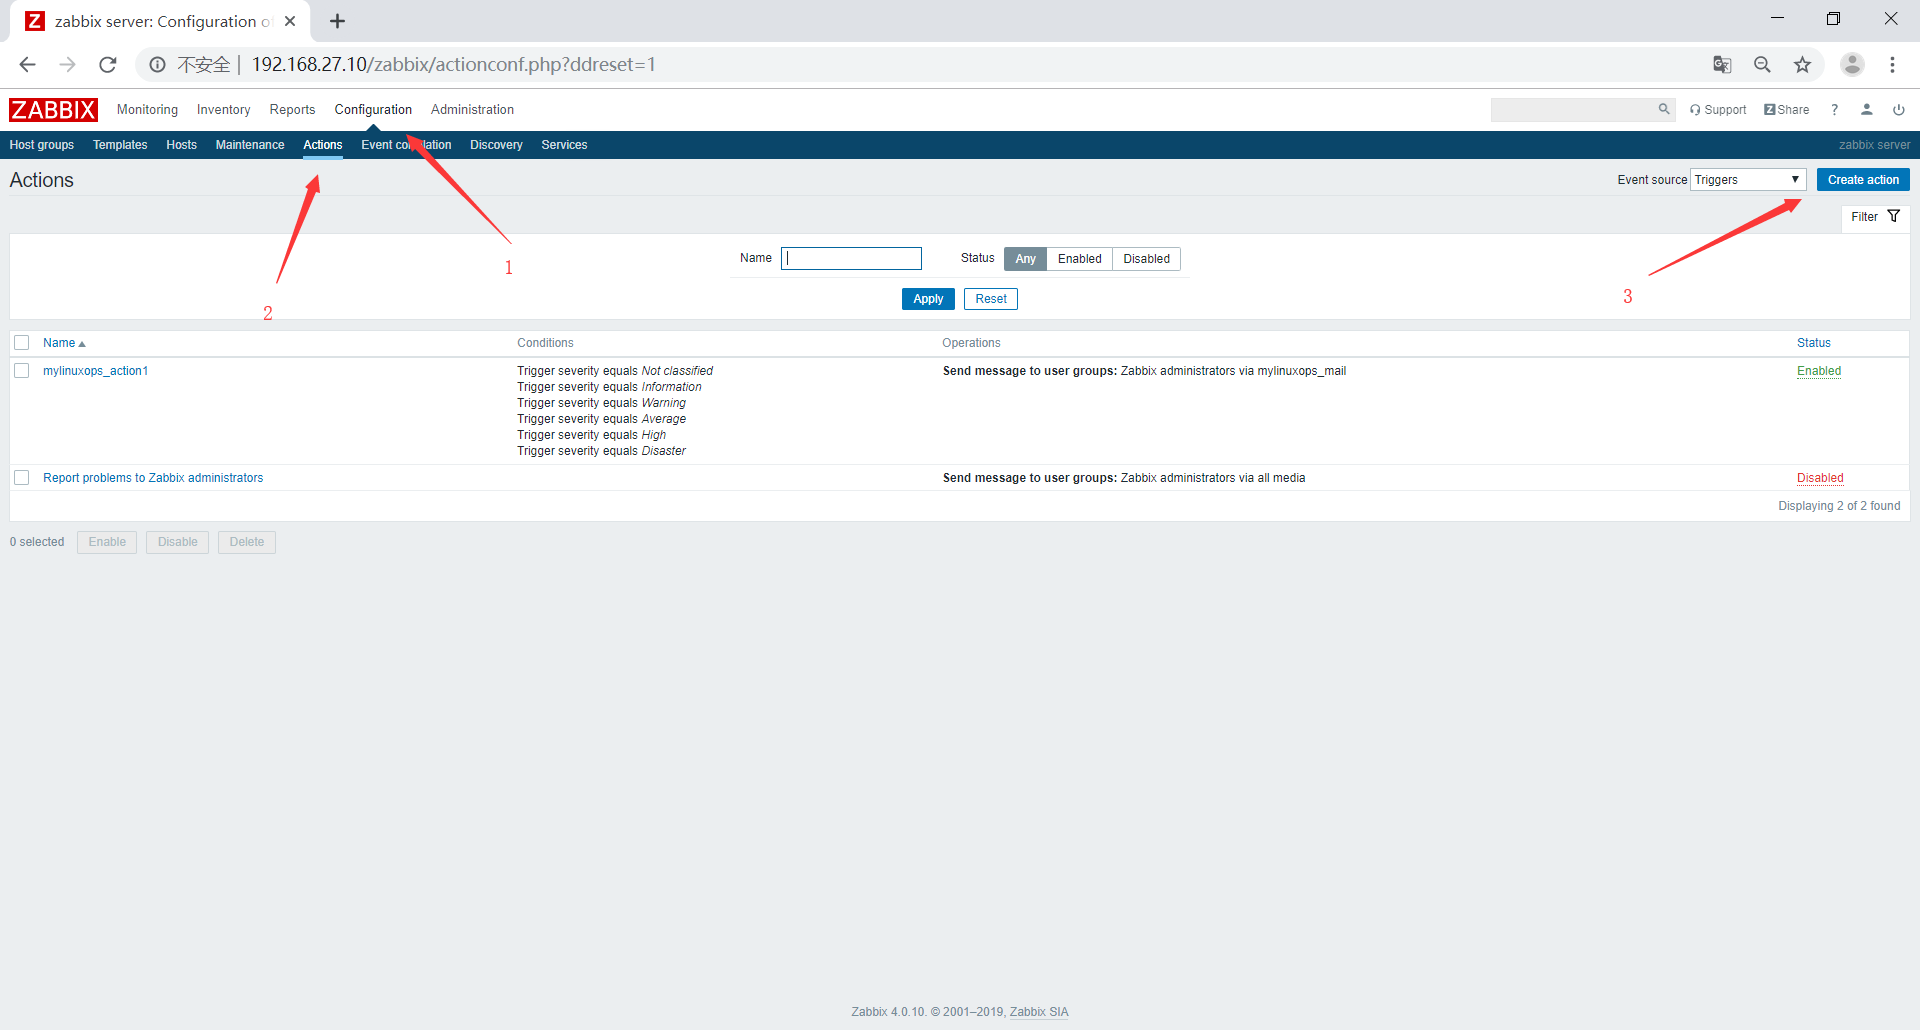 zabbix server: Configuration o
不安全 | 192.168.27.10/zabbix/actionconf.php?ddreset=1
ZABBIX Monitoring Inventory Reports Configuration Administration Support Z Share ?
Host groups Templates Hosts Maintenance Actions Event Discovery Services zabbix server
Actions Event source Triggers Create action
Filter
Name Status Any Enabled Disabled
1
2
3
Apply Reset
Name Conditions Operations Status
mylinuxops_action1 Trigger severity equals Not classified Send message to user groups: Zabbix administrators via mylinuxops_mail Enabled
Trigger severity equals Information
Trigger severity equals Warning
Trigger severity equals Average
Trigger severity equals High
Trigger severity equals Disaster
Report problems to Zabbix administrators Send message to user groups: Zabbix administrators via all media Disabled
Displaying 2 of 2 found
0 selected Enable Disable Delete
Zabbix 4.0.10. © 2001–2019, Zabbix SIA